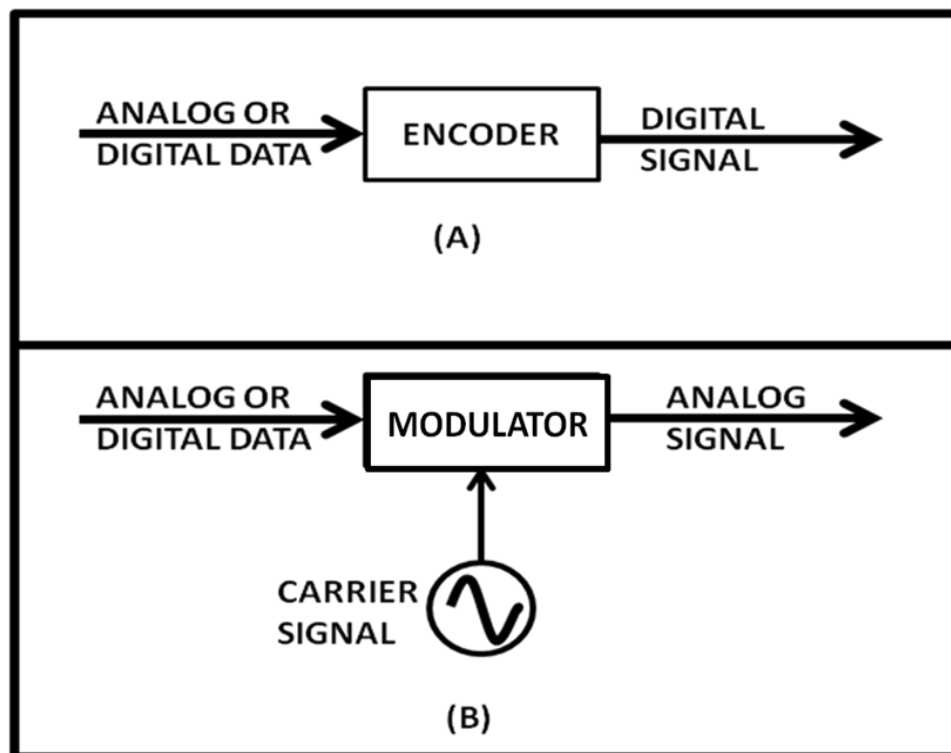 ANALOG OR
DIGITAL DATA
ENCODER
DIGITAL
SIGNAL
(A)
ANALOG OR
DIGITAL DATA
MODULATOR
ANALOG
SIGNAL
CARRIER
SIGNAL
(B)